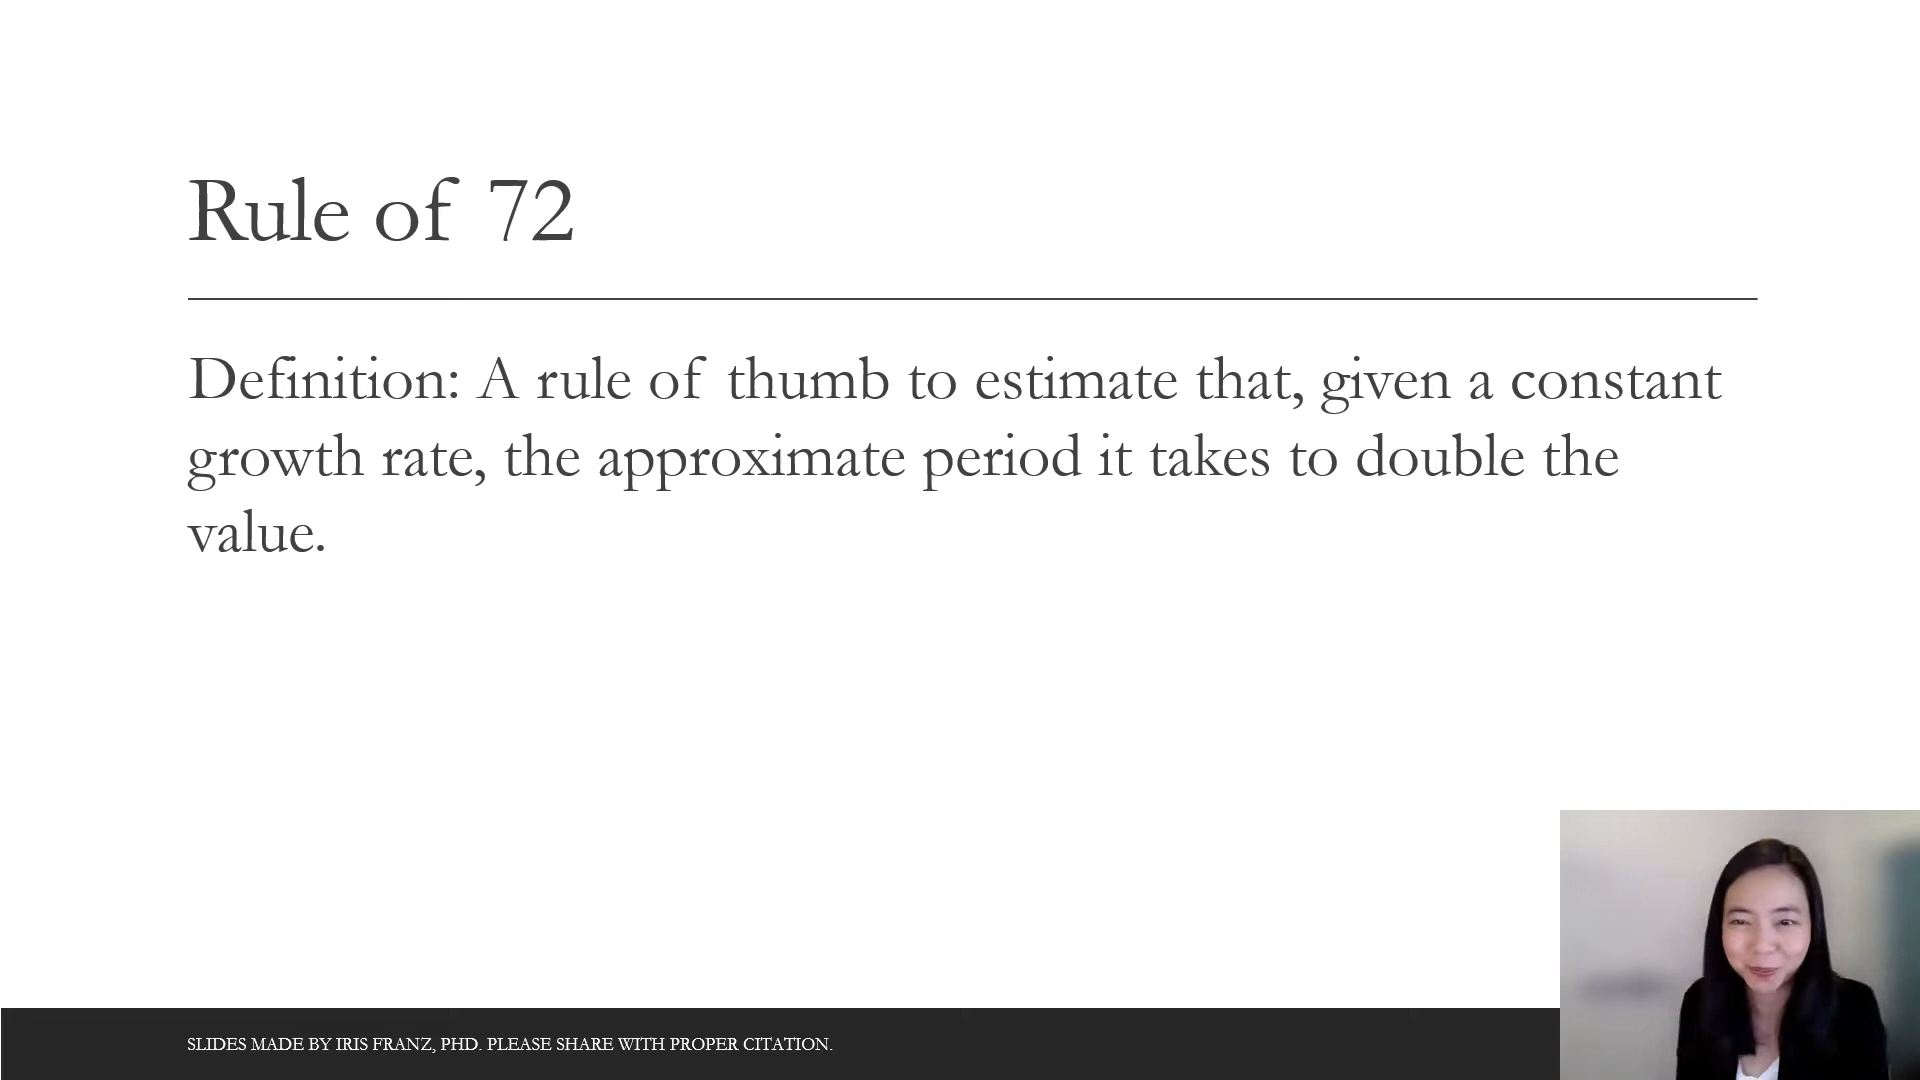 Rule of 72
Definition: A rule of thumb to estimate that, given a constant
growth rate, the approximate period it takes to double the
value.
SLIDES MADE BY IRIS FRANZ, PHD. PLEASE SHARE WITH PROPER CITATION.